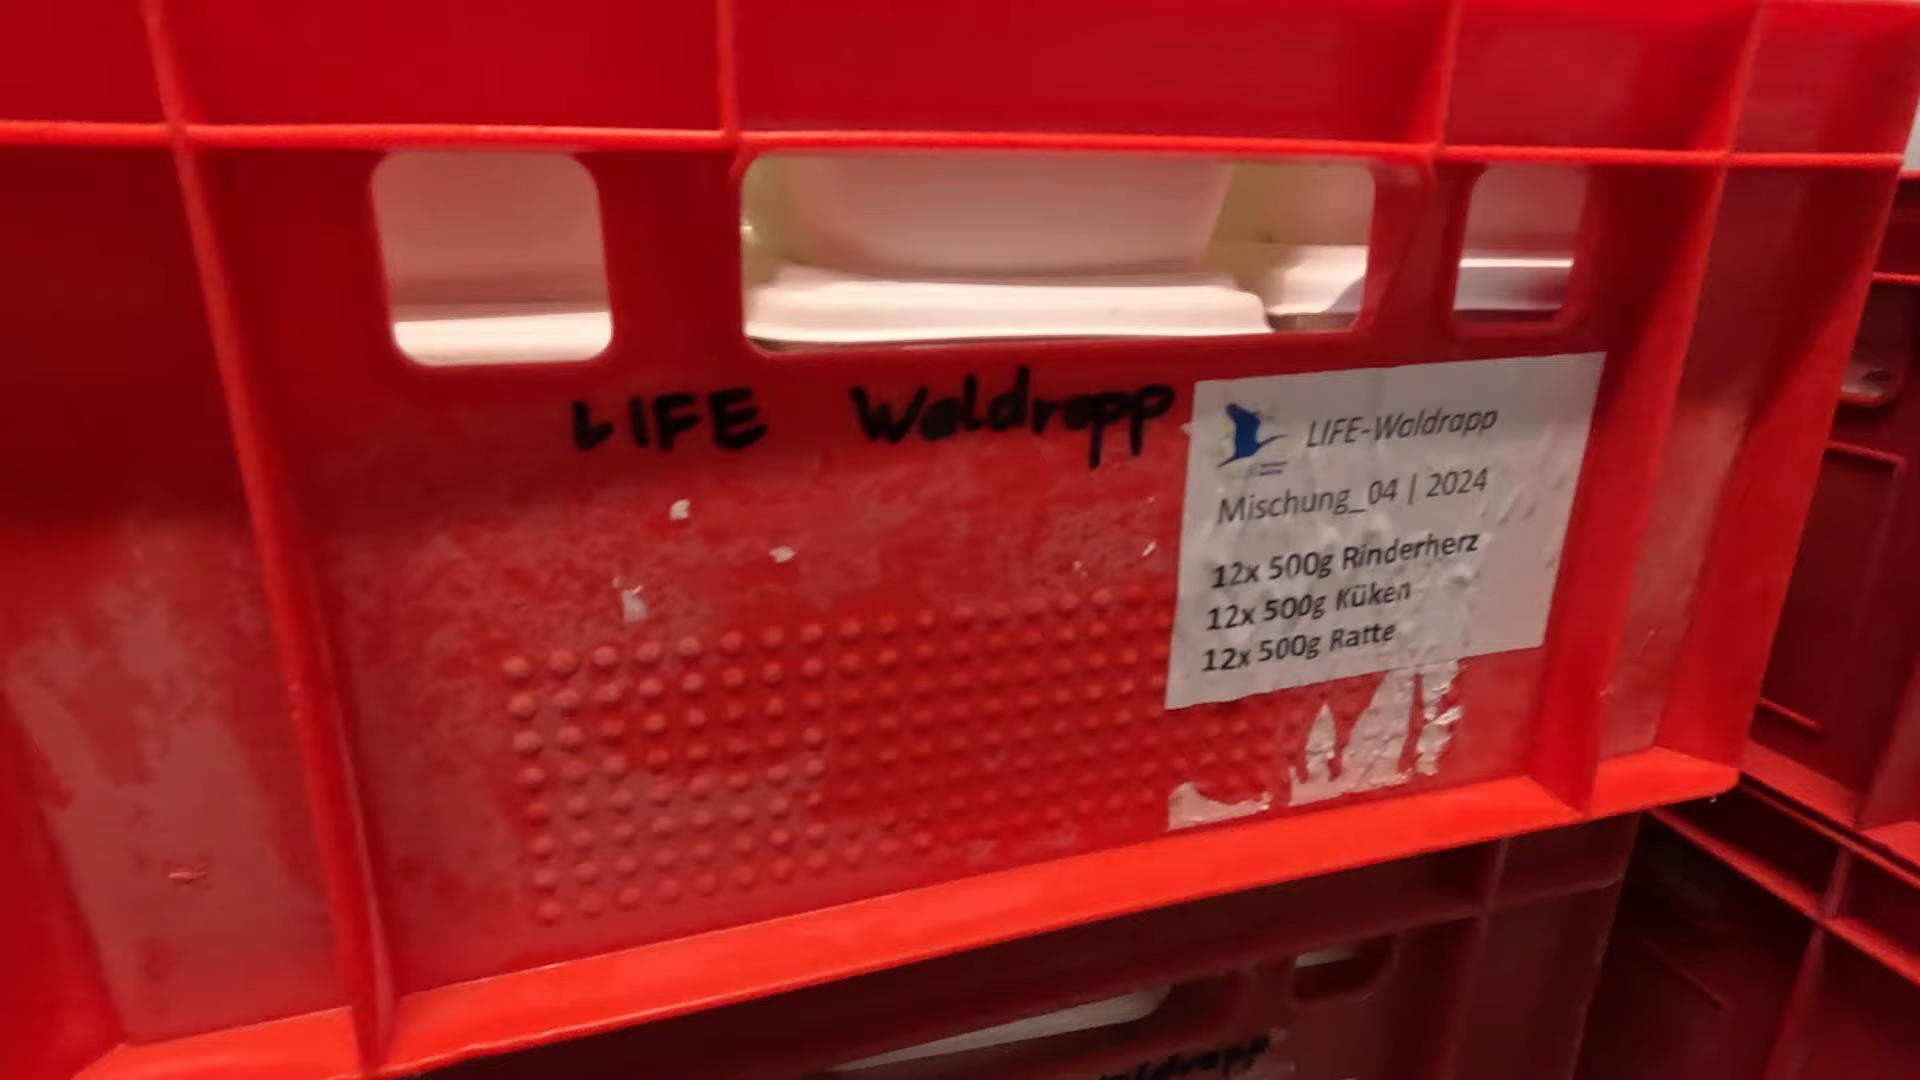 LIFE Waldrapp
LIFE-Waldrapp
Mischung_04 | 2024
12x 500g Rinderherz
12x 500g Küken
12x 500g Ratte